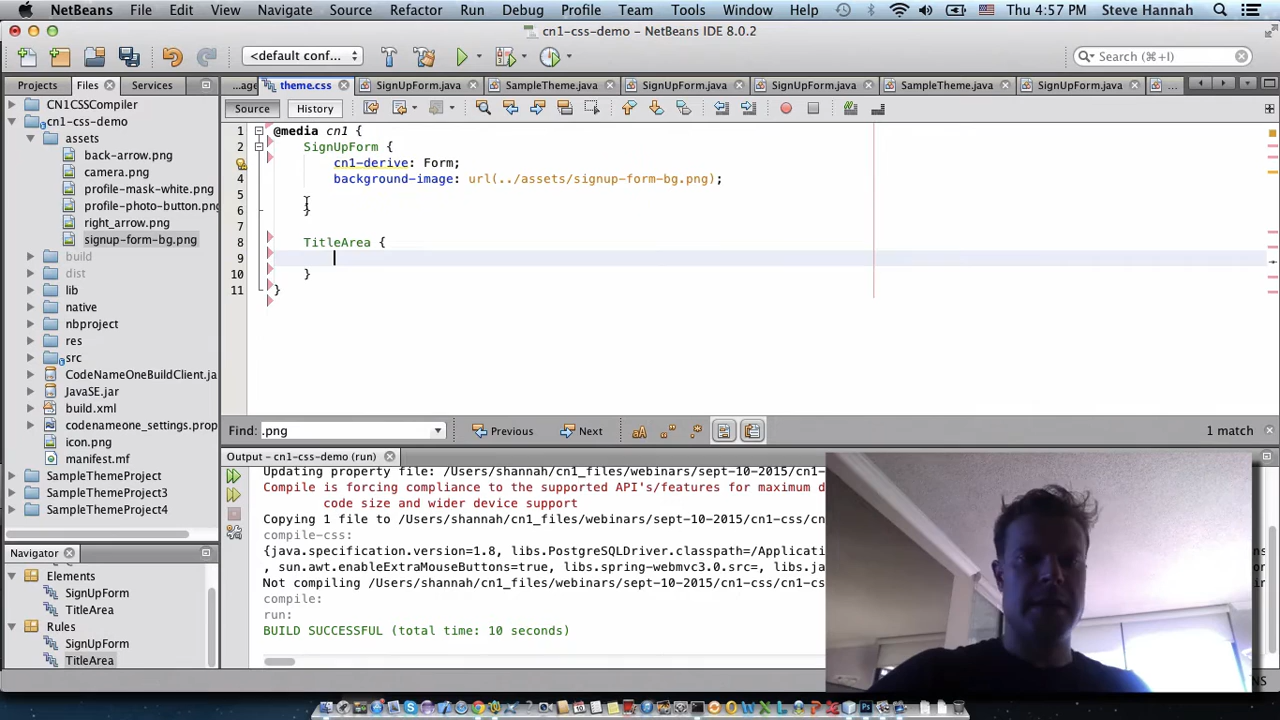 NetBeans File Edit View Navigate Source Refactor Run Debug Profile Team Tools Window Help Thu 4:57 PM Steve Hannah
cn1-css-demo - NetBeans IDE 8.0.2
<default conf... Search (⌘+I)
Projects Files Services
...age theme.css SignUpForm.java SampleTheme.java SignUpForm.java SignUpForm.java SampleTheme.java SignUpForm.java ...
Source History
CN1CSSCompiler
cn1-css-demo
assets
back-arrow.png
camera.png
profile-mask-white.png
profile-photo-button.pn
right_arrow.png
signup-form-bg.png
build
dist
lib
native
nbproject
res
src
CodeNameOneBuildClient.ja
JavaSE.jar
build.xml
codenameone_settings.prop
icon.png
manifest.mf
SampleThemeProject
SampleThemeProject3
SampleThemeProject4
1 @media cn1 {
2 SignUpForm {
cn1-derive: Form;
4 background-image: url(../assets/signup-form-bg.png);
5
6 }
7
8 TitleArea {
9
10 }
11 }
Find: .png Previous Next 1 match
Output - cn1-css-demo (run)
Updating property file: /Users/shannah/cn1_files/webinars/sept-10-2015/cn1-css/cn1
Compile is forcing compliance to the supported API's/features for maximum d
code size and wider device support
Copying 1 file to /Users/shannah/cn1_files/webinars/sept-10-2015/cn1-css/cn
compile-css:
{java.specification.version=1.8, libs.PostgreSQLDriver.classpath=/Applicati
, sun.awt.enableExtraMouseButtons=true, libs.spring-webmvc3.0.src=, libs.ja
Not compiling /Users/shannah/cn1_files/webinars/sept-10-2015/cn1-css/cn1-css
compile:
run:
BUILD SUCCESSFUL (total time: 10 seconds)
Navigator
Elements
SignUpForm
TitleArea
Rules
SignUpForm
TitleArea